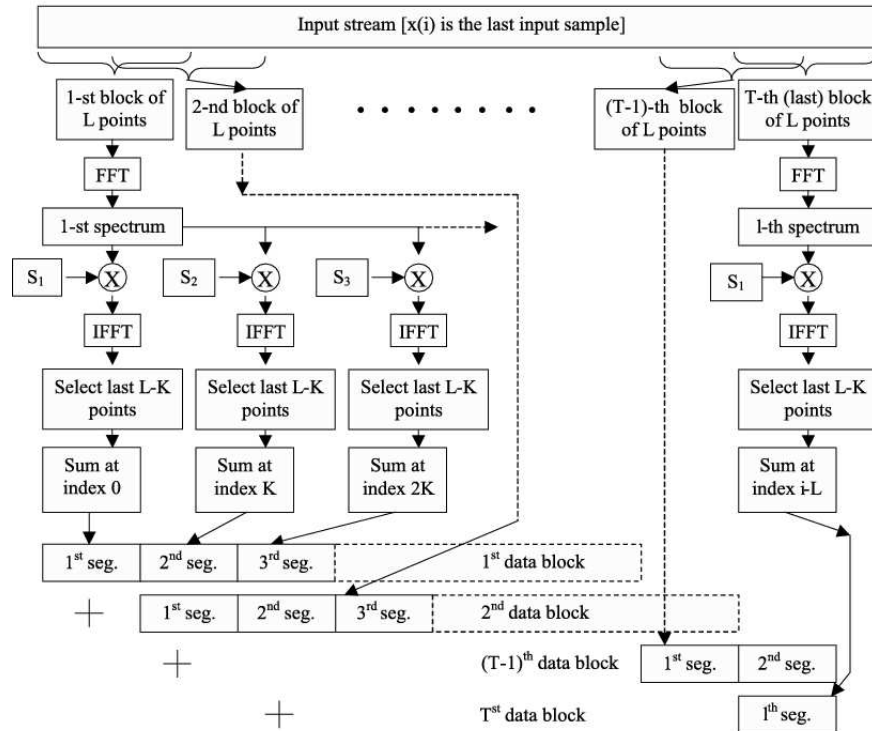 Input stream [x(i) is the last input sample]
1-st block of
L points
2-nd block of
L points
(T-1)-th block
of L points
T-th (last) block
of L points
FFT
FFT
1-st spectrum
l-th spectrum
S1
X
S2
X
S3
X
S1
X
IFFT
IFFT
IFFT
IFFT
Select last L-K
points
Select last L-K
points
Select last L-K
points
Select last L-K
points
Sum at
index 0
Sum at
index K
Sum at
index 2K
Sum at
index i-L
1st seg.
2nd seg.
3rd seg.
1st data block
+
1st seg.
2nd seg.
3rd seg.
2nd data block
+
(T-1)th data block
1st seg.
2nd seg.
+
Tst data block
lth seg.